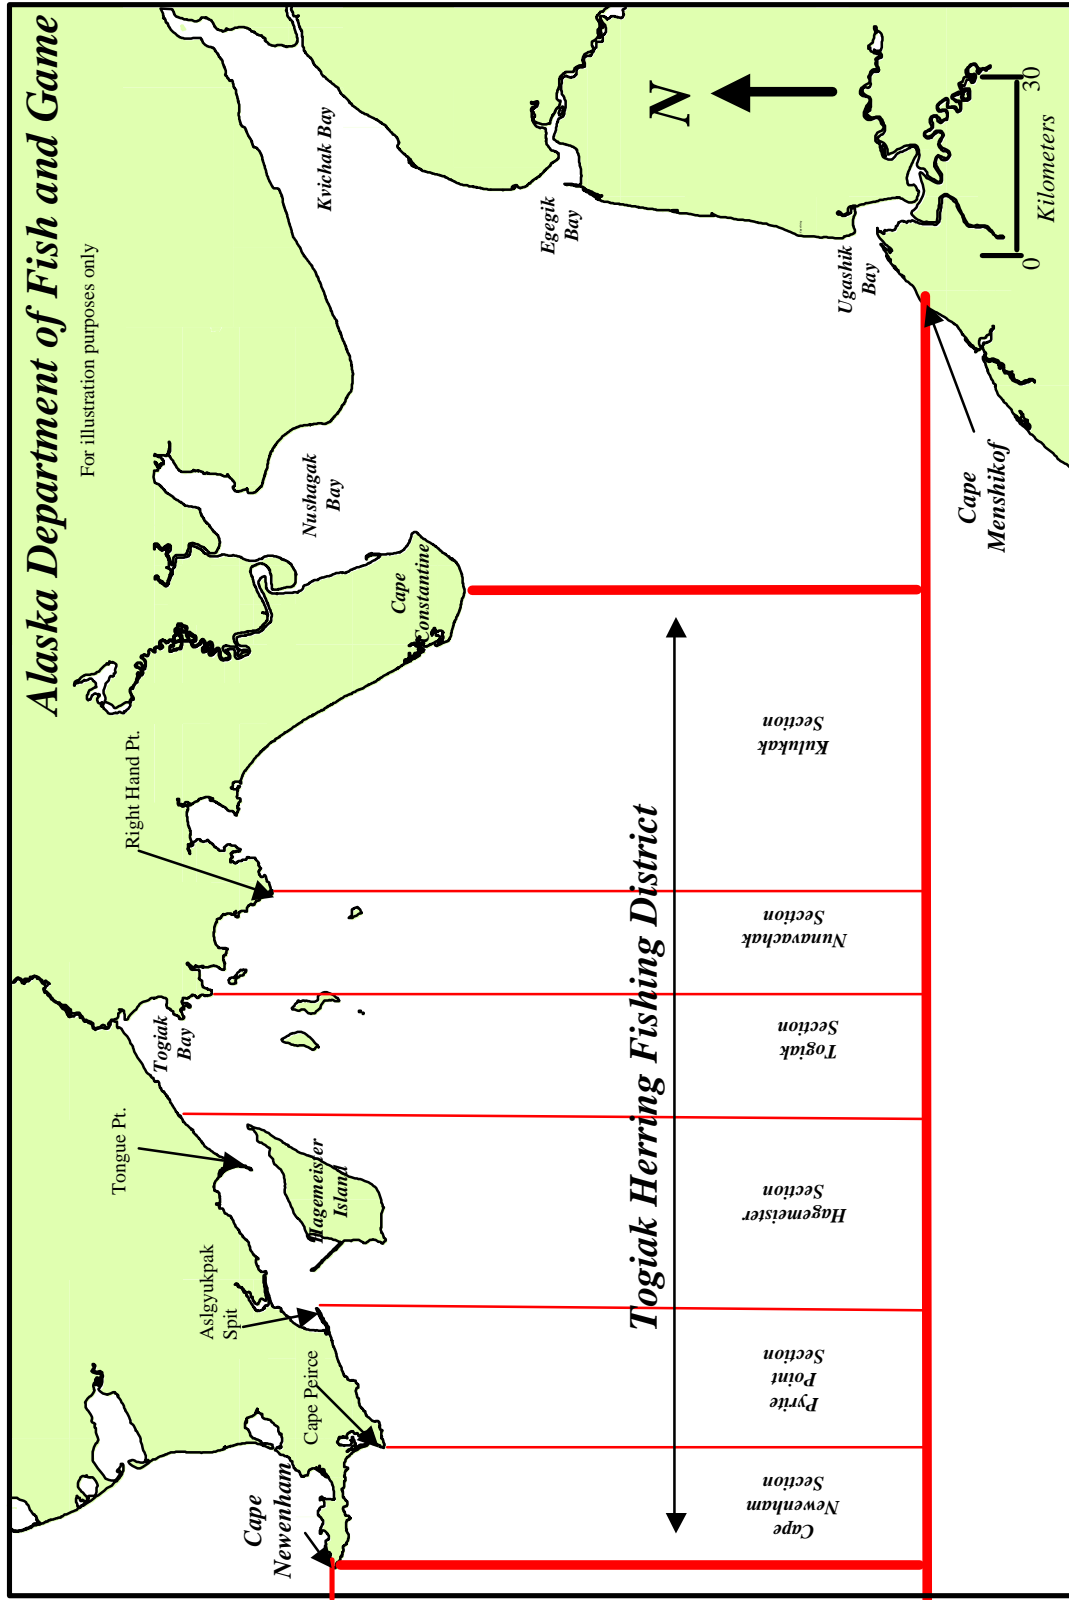 Alaska Department of Fish and Game
For illustration purposes only
Kvichak Bay
Egegik
Bay
Ugashik
Bay
N
0
30
Kilometers
Nushagak
Bay
Cape
Constantine
Cape
Menshikof
Right Hand Pt.
Togiak
Bay
Tongue Pt.
Hagemeister
Island
Asigyukpak
Spit
Cape Peirce
Cape
Newenham
Togiak Herring Fishing District
Kulukak
Section
Nunavachak
Section
Togiak
Section
Hagemeister
Section
Pyrite
Point
Section
Cape
Newenham
Section